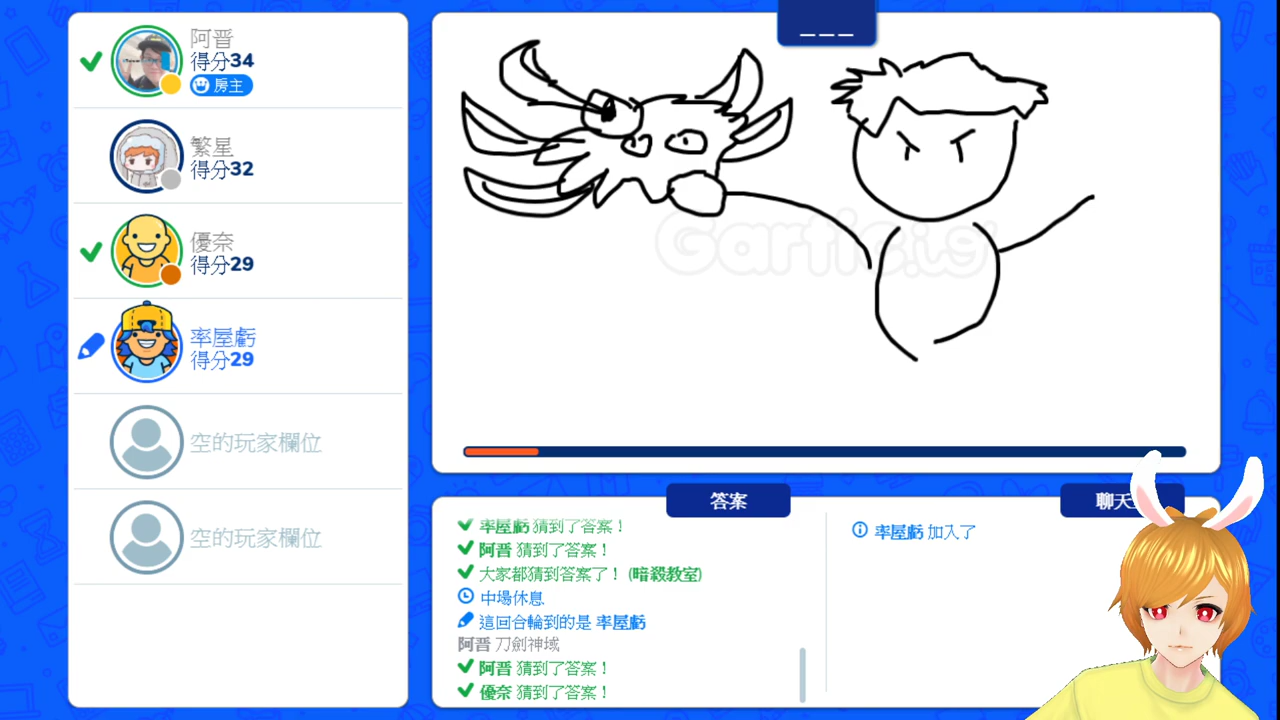 阿晋
得分34
房主
繁星
得分32
優奈
得分29
率屋虧
得分29
空的玩家欄位
空的玩家欄位
Gartic.io
答案
率屋虧 猜到了答案！
阿晋 猜到了答案！
大家都猜到答案了！ (暗殺教室)
中場休息
這回合輪到的是 率屋虧
阿晋 刀劍神域
阿晋 猜到了答案！
優奈 猜到了答案！
聊天
率屋虧 加入了